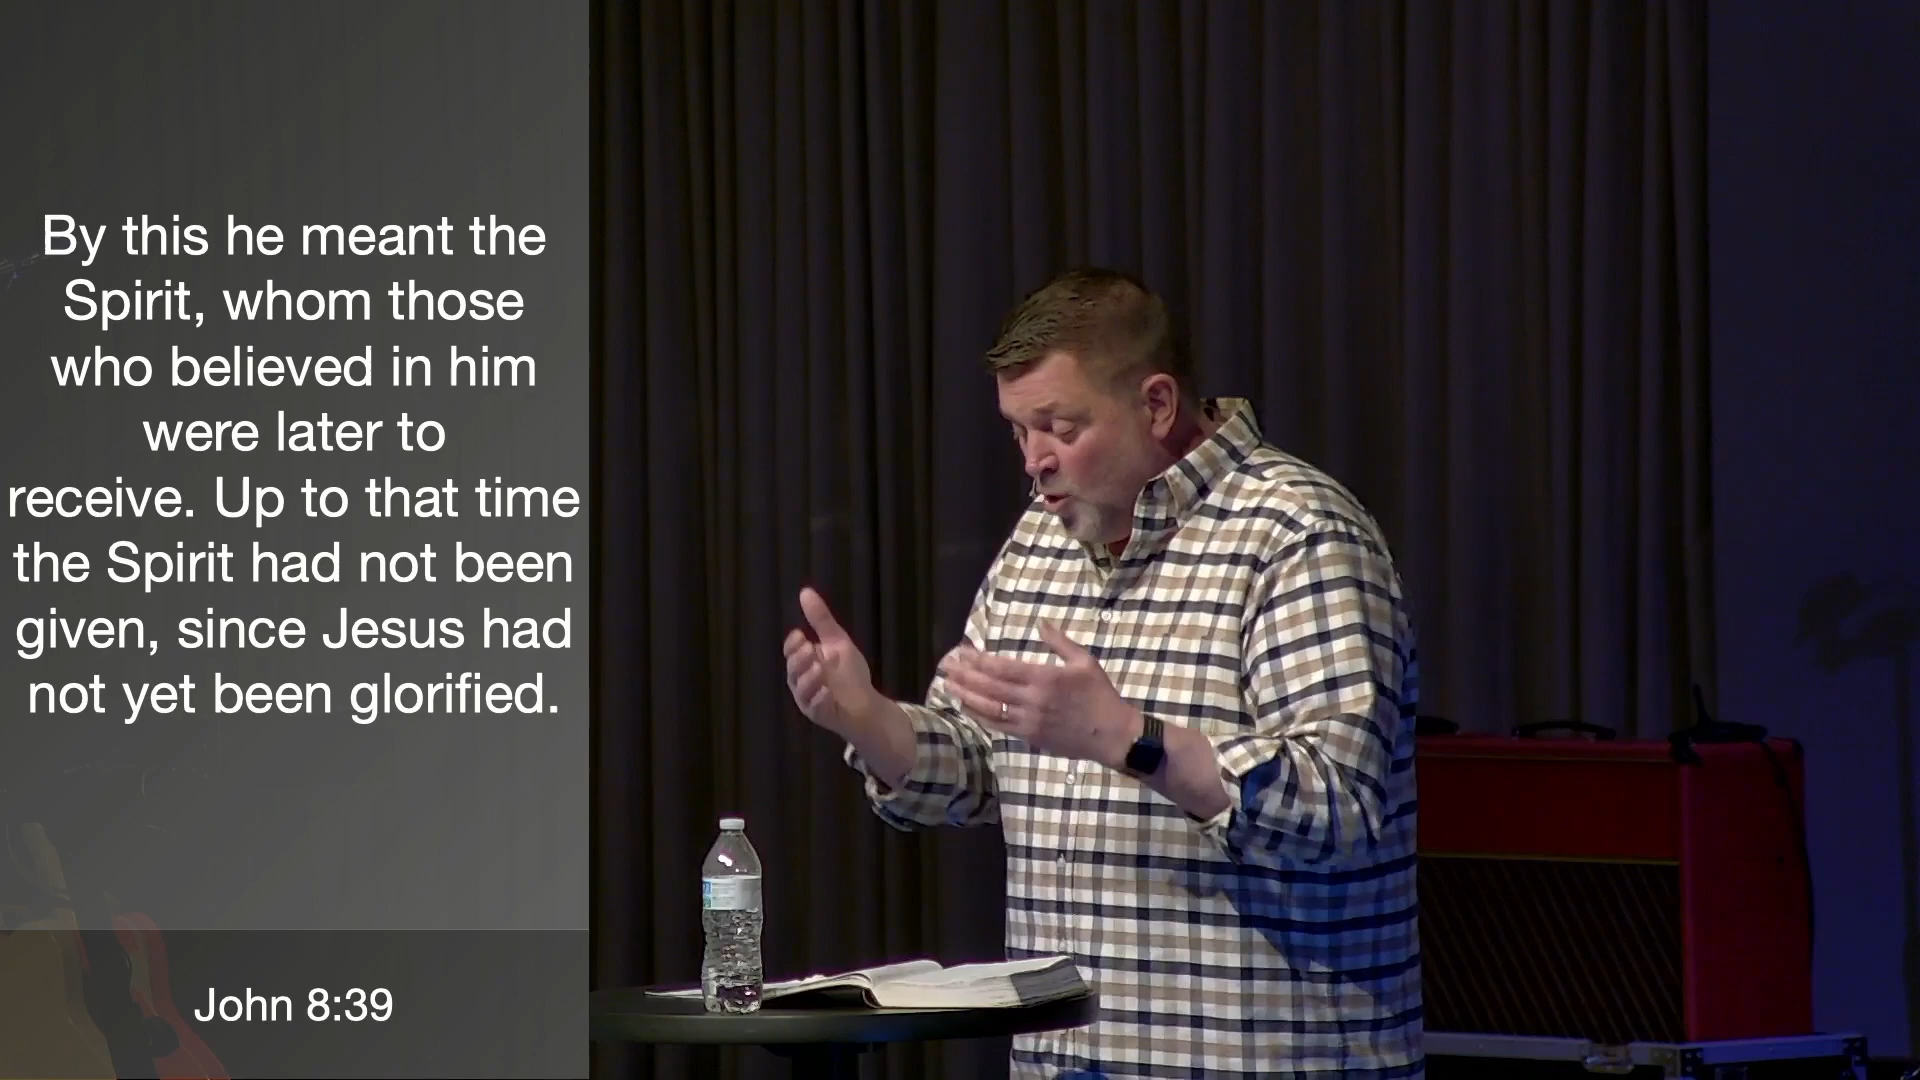 By this he meant the
Spirit, whom those
who believed in him
were later to
receive. Up to that time
the Spirit had not been
given, since Jesus had
not yet been glorified.
John 8:39